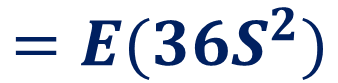 = E(36S²)